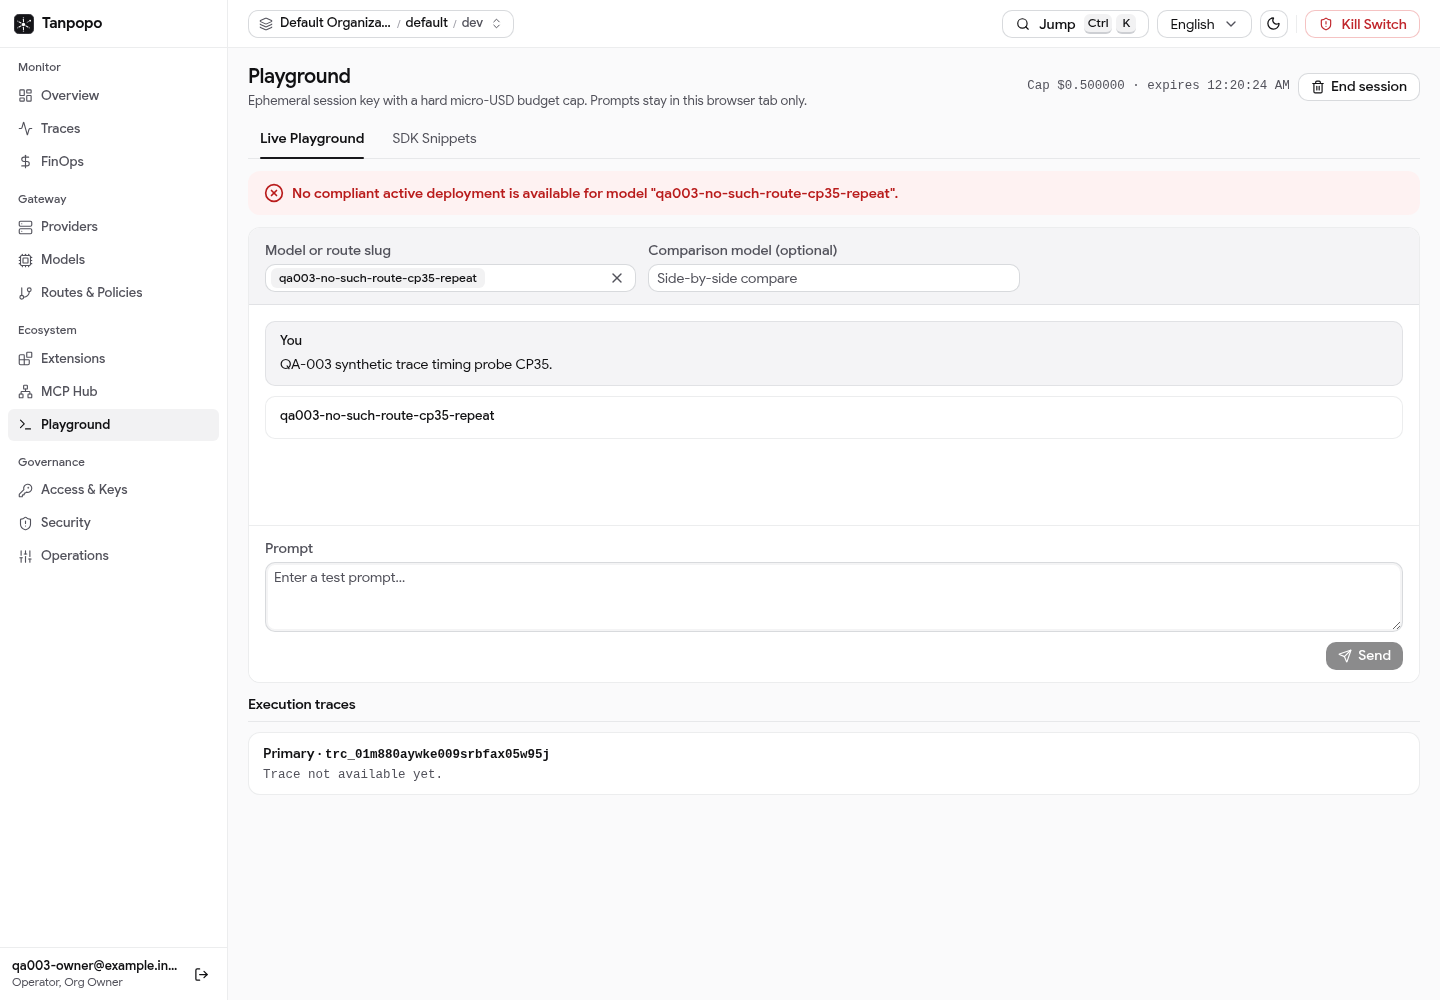 Tanpopo
Default Organiza... / default / dev
Jump Ctrl K
English
Kill Switch
Monitor
Overview
Traces
FinOps
Gateway
Providers
Models
Routes & Policies
Ecosystem
Extensions
MCP Hub
Playground
Governance
Access & Keys
Security
Operations
qa003-owner@example.in...
Operator, Org Owner
Playground
Ephemeral session key with a hard micro-USD budget cap. Prompts stay in this browser tab only.
Cap $0.500000 · expires 12:20:24 AM
End session
Live Playground
SDK Snippets
No compliant active deployment is available for model "qa003-no-such-route-cp35-repeat".
Model or route slug
qa003-no-such-route-cp35-repeat
Comparison model (optional)
Side-by-side compare
You
QA-003 synthetic trace timing probe CP35.
qa003-no-such-route-cp35-repeat
Prompt
Enter a test prompt...
Send
Execution traces
Primary · trc_01m880aywke009srbfax05w95j
Trace not available yet.